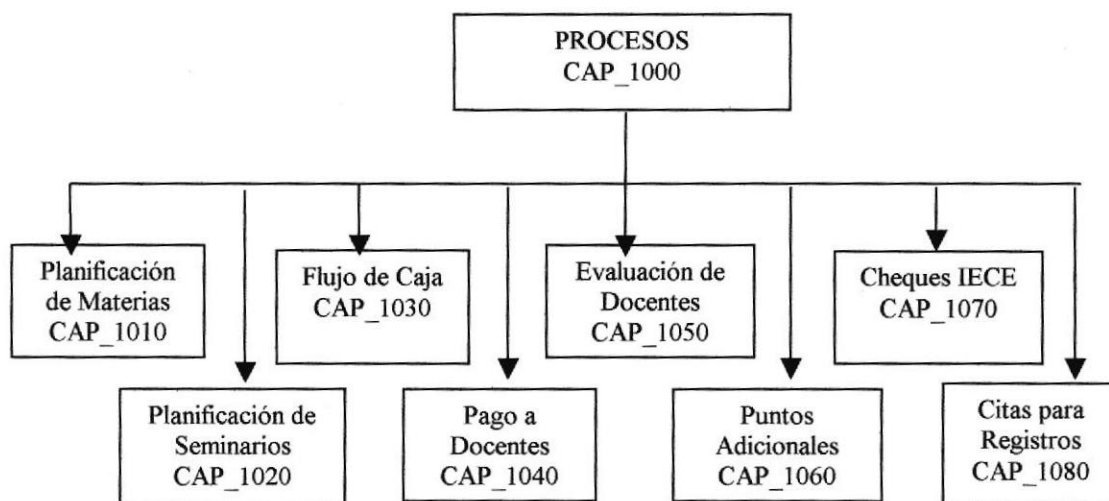 PROCESOS
CAP_1000
Planificación
de Materias
CAP_1010
Flujo de Caja
CAP_1030
Evaluación de
Docentes
CAP_1050
Cheques IECE
CAP_1070
Planificación de
Seminarios
CAP_1020
Pago a
Docentes
CAP_1040
Puntos
Adicionales
CAP_1060
Citas para
Registros
CAP_1080